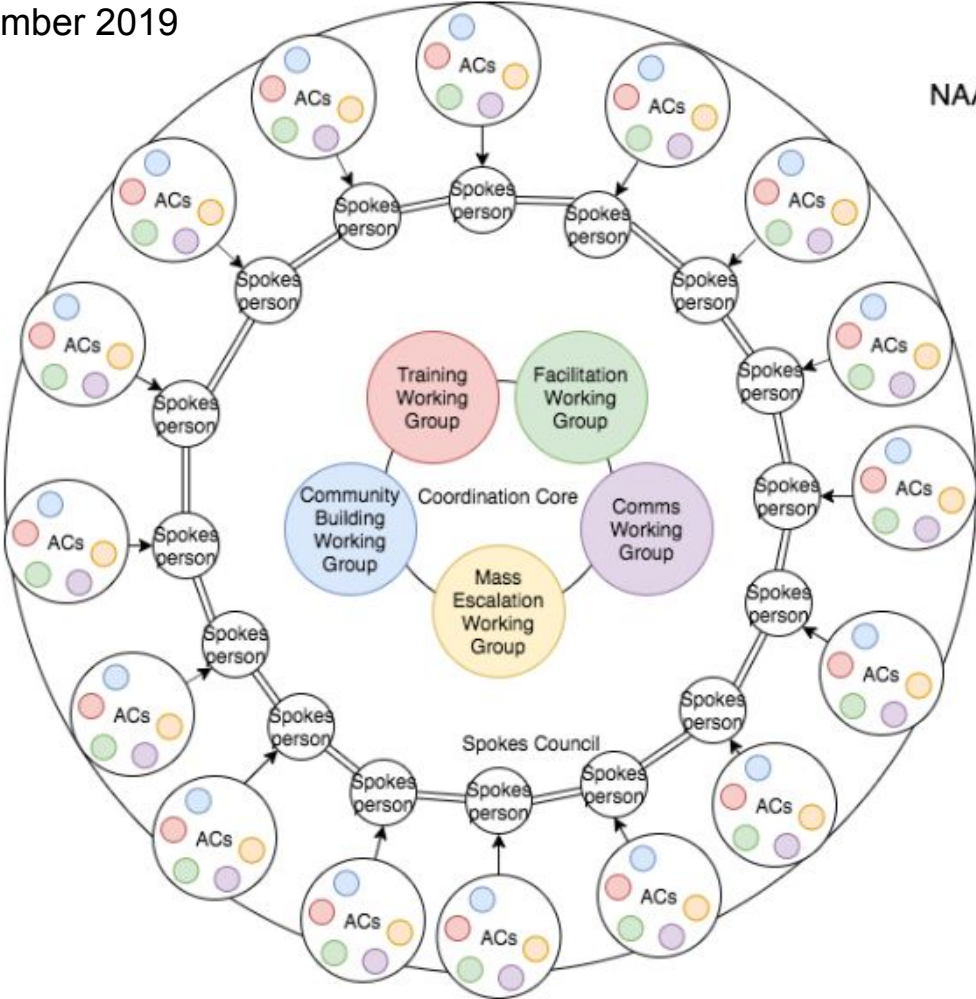 mber 2019
ACs
ACs
NA
ACs
ACs
ACs
Spokes
person
Spokes
person
Spokes
person
Spokes
person
Spokes
person
ACs
ACs
Spokes
person
Spokes
person
Training
Working
Group
Facilitation
Working
Group
ACs
Spokes
person
Coordination Core
Community
Building
Working
Group
Comms
Working
Group
ACs
Spokes
person
Mass
Escalation
Working
Group
Spokes
person
Spokes
person
ACs
ACs
Spokes
person
Spokes
person
Spokes Council
Spokes
person
Spokes
person
Spokes
person
ACs
ACs
ACs
ACs
ACs